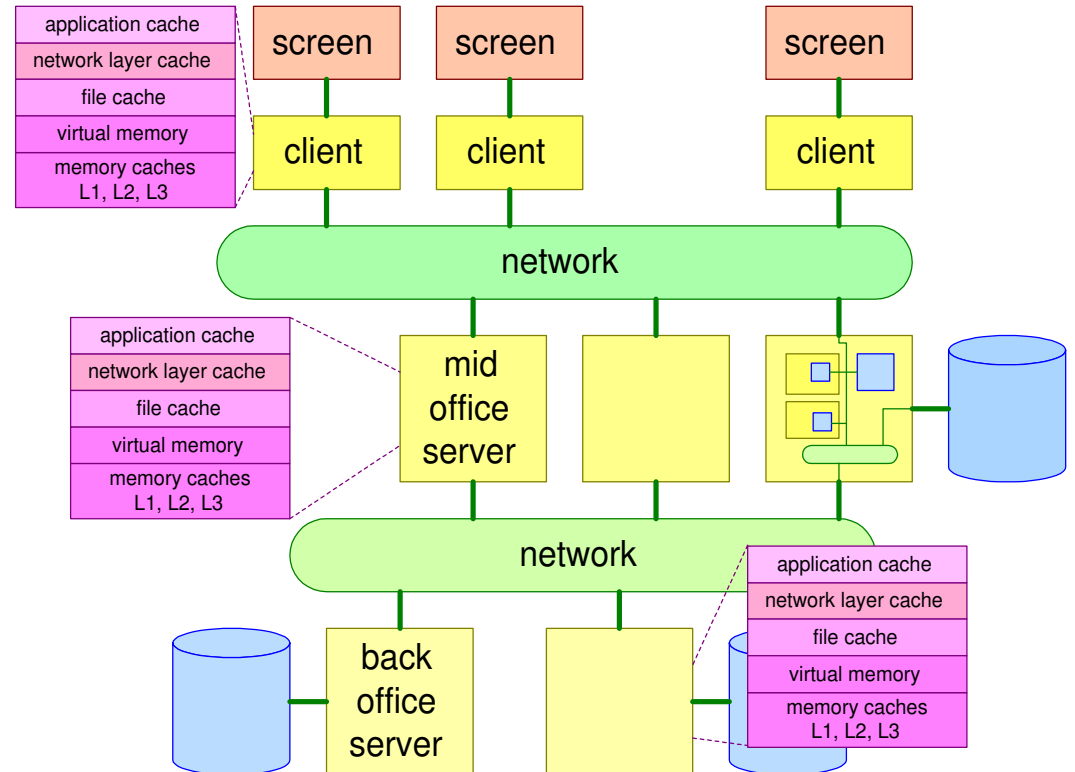 application cache
network layer cache
file cache
virtual memory
memory caches
L1, L2, L3
screen
screen
screen
client
client
client
network
application cache
network layer cache
file cache
virtual memory
memory caches
L1, L2, L3
mid
office
server
network
application cache
network layer cache
file cache
virtual memory
memory caches
L1, L2, L3
back
office
server